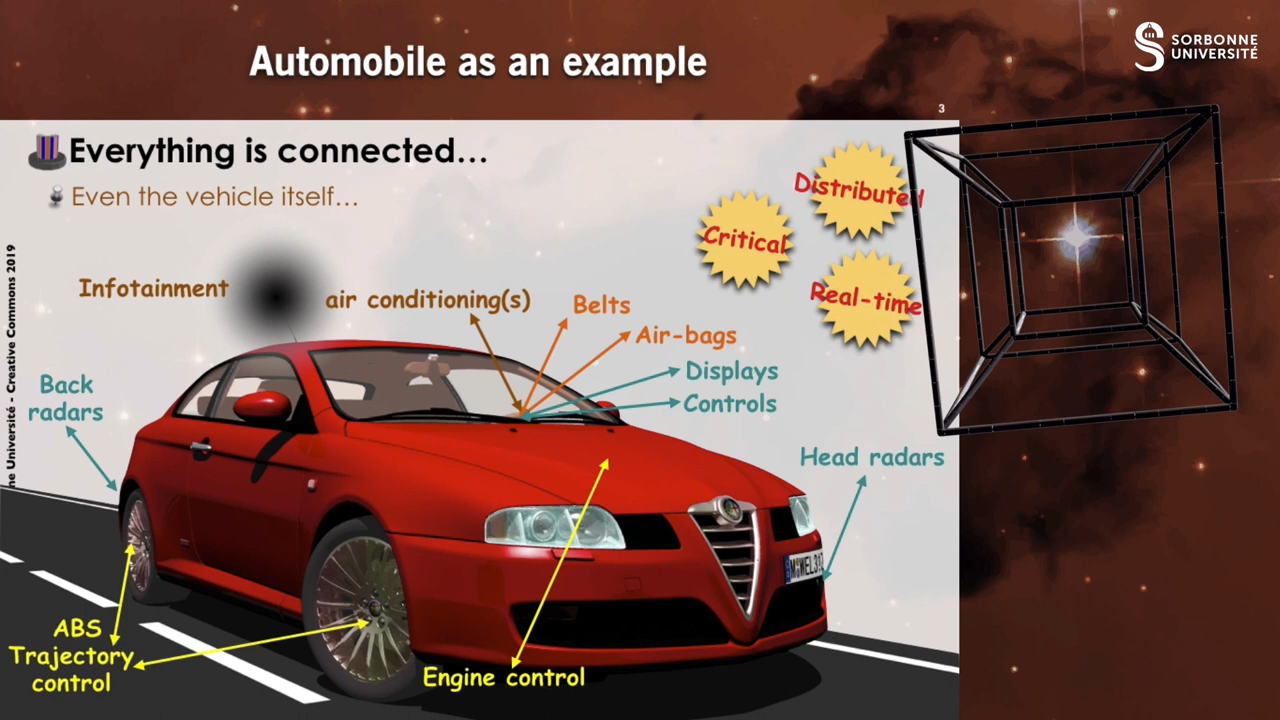 Automobile as an example
SORBONNE
UNIVERSITÉ
3
Everything is connected...
Even the vehicle itself...
Distributed
Critical
Real-time
Infotainment
air conditioning(s)
Belts
Air-bags
Displays
Controls
Back
radars
Head radars
ABS
Trajectory
control
Engine control
ne Université - Creative Commons 2019